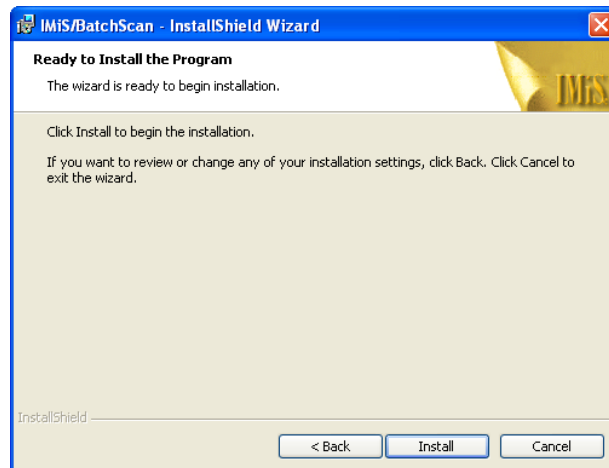 IMiS/BatchScan - InstallShield Wizard
Ready to Install the Program
The wizard is ready to begin installation.
IMiS
Click Install to begin the installation.
If you want to review or change any of your installation settings, click Back. Click Cancel to
exit the wizard.
InstallShield
< Back
Install
Cancel